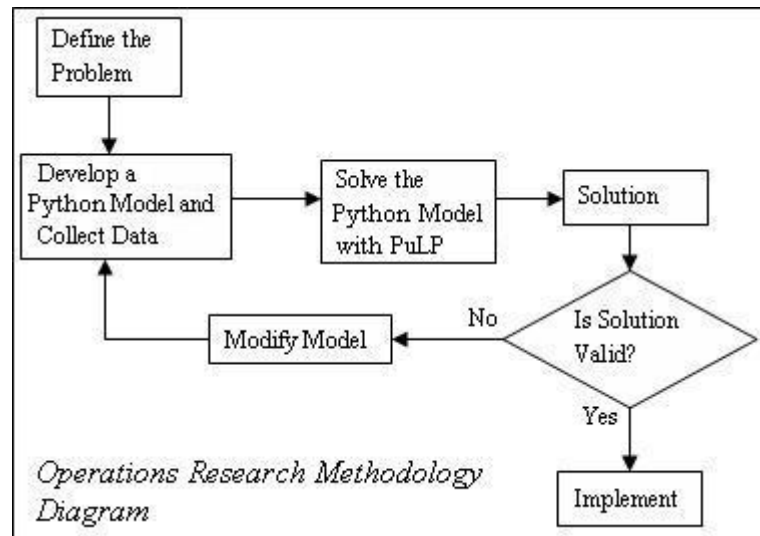 Define the
Problem
Develop a
Python Model and
Collect Data
Solve the
Python Model
with PuLP
Solution
Is Solution
Valid?
No
Modify Model
Yes
Implement
Operations Research Methodology
Diagram